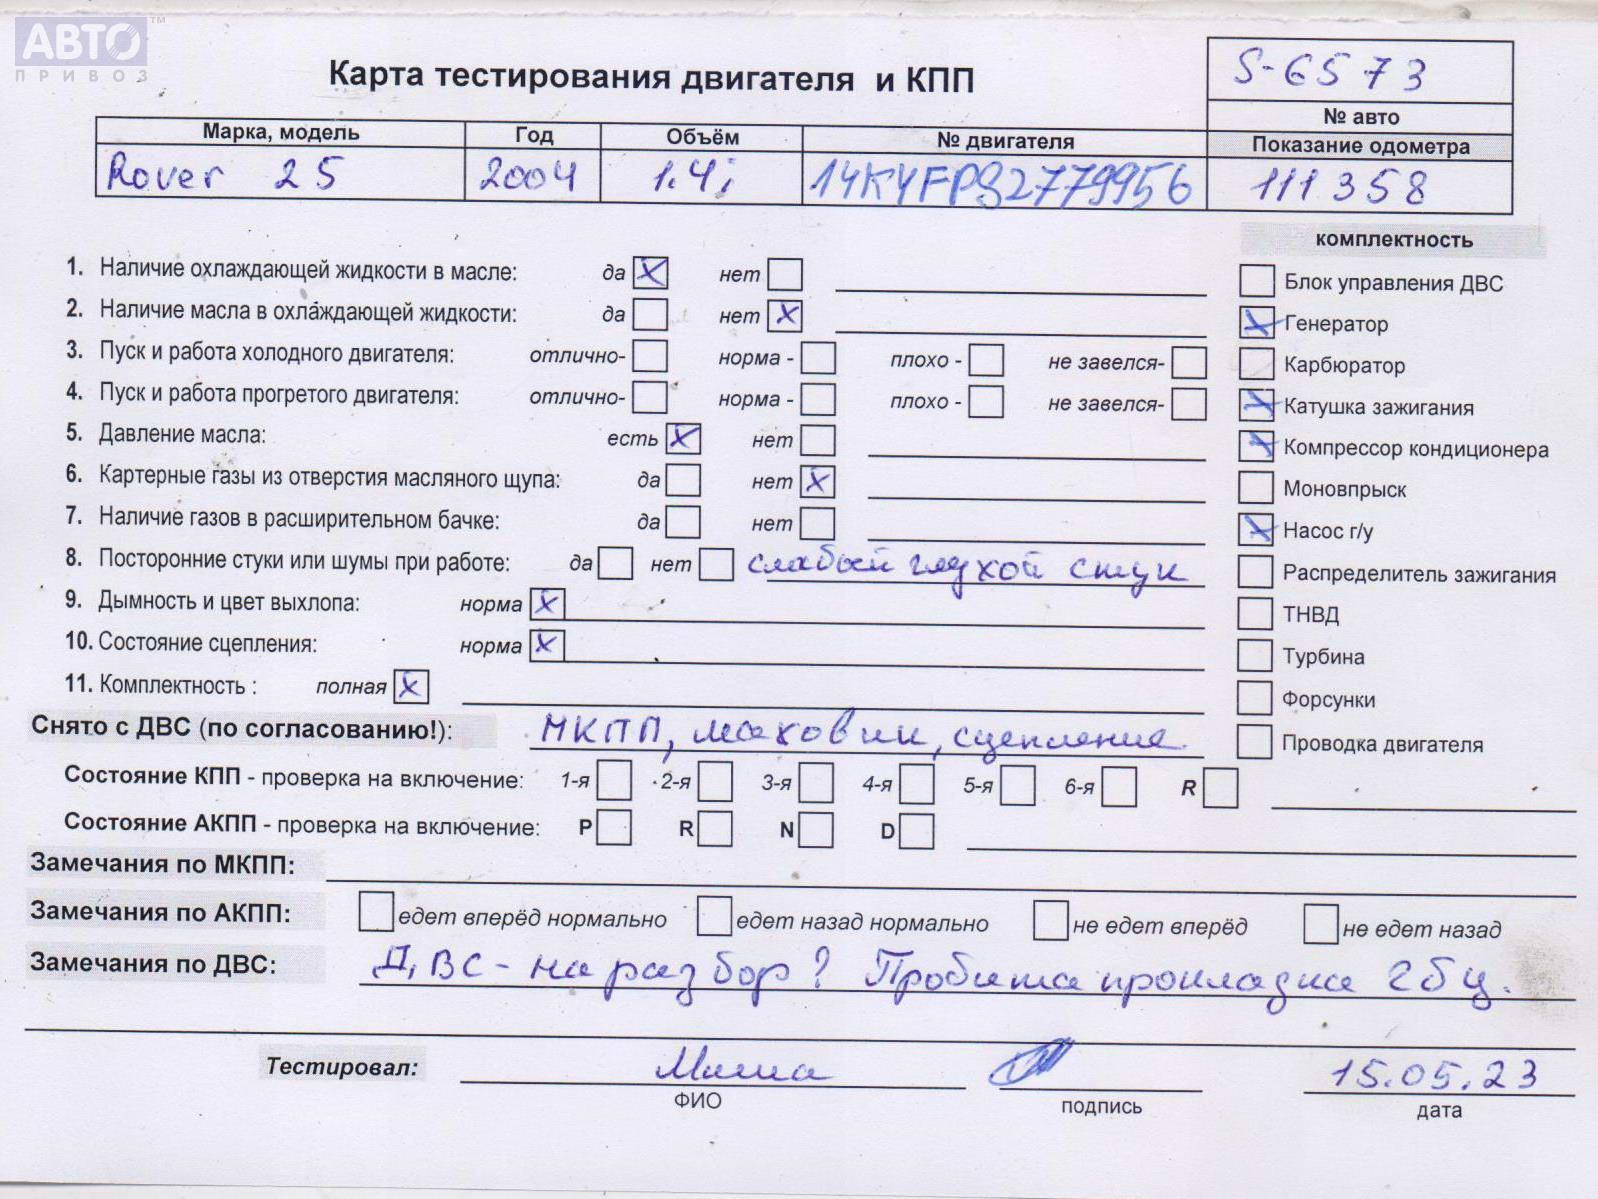 АВТО ™
ПРИВОЗ
Карта тестирования двигателя и КПП
S-6573
№ авто
Марка, модель Год Объём № двигателя Показание одометра
Rover 25 2004 1.4i 14K4FPS2779956 111358
комплектность
1. Наличие охлаждающей жидкости в масле: да X нет
Блок управления ДВС
2. Наличие масла в охлаждающей жидкости: да нет X
X Генератор
3. Пуск и работа холодного двигателя: отлично- норма - плохо - не завелся-
Карбюратор
4. Пуск и работа прогретого двигателя: отлично- норма - плохо - не завелся-
X Катушка зажигания
5. Давление масла: есть X нет
X Компрессор кондиционера
6. Картерные газы из отверстия масляного щупа: да нет X
Моновпрыск
7. Наличие газов в расширительном бачке: да нет
X Насос г/у
8. Посторонние стуки или шумы при работе: да нет слабый глухой стук
Распределитель зажигания
9. Дымность и цвет выхлопа: норма X
ТНВД
10. Состояние сцепления: норма X
Турбина
11. Комплектность : полная X
Форсунки
Снято с ДВС (по согласованию!): МКПП, маховик, сцепление
Проводка двигателя
Состояние КПП - проверка на включение: 1-я 2-я 3-я 4-я 5-я 6-я R
Состояние АКПП - проверка на включение: P R N D
Замечания по МКПП:
Замечания по АКПП: едет вперёд нормально едет назад нормально не едет вперёд не едет назад
Замечания по ДВС: ДВС - на разбор? Пробита прокладка гбц.
Тестировал: Миша 15.05.23
ФИО подпись дата